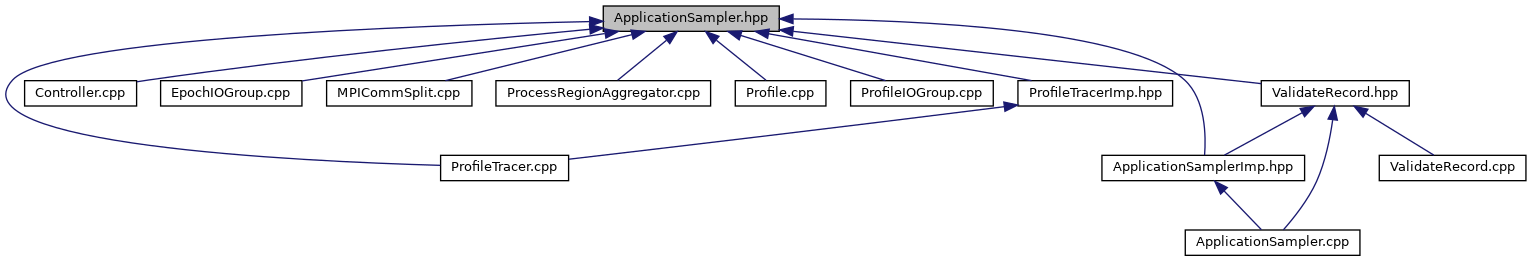 ApplicationSampler.hpp
Controller.cpp
EpochIOGroup.cpp
MPICommSplit.cpp
ProcessRegionAggregator.cpp
Profile.cpp
ProfileIOGroup.cpp
ProfileTracerImp.hpp
ValidateRecord.hpp
ProfileTracer.cpp
ApplicationSamplerImp.hpp
ValidateRecord.cpp
ApplicationSampler.cpp